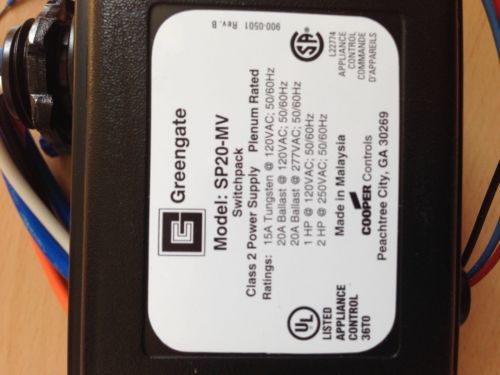 Greengate
Model: SP20-MV
Switchpack
Class 2 Power Supply Plenum Rated
Ratings: 15A Tungsten @ 120VAC; 50/60Hz
20A Ballast @ 120VAC; 50/60Hz
20A Ballast @ 277VAC; 50/60Hz
1 HP @ 120VAC; 50/60Hz
2 HP @ 250VAC; 50/60Hz
Made in Malaysia
COOPER Controls
Peachtree City, GA 30269
UL
LISTED
APPLIANCE
CONTROL
36T0
900-0501 Rev. B
SA
L22774
APPLIANCE
CONTROL
COMMANDE
D'APPAREILS